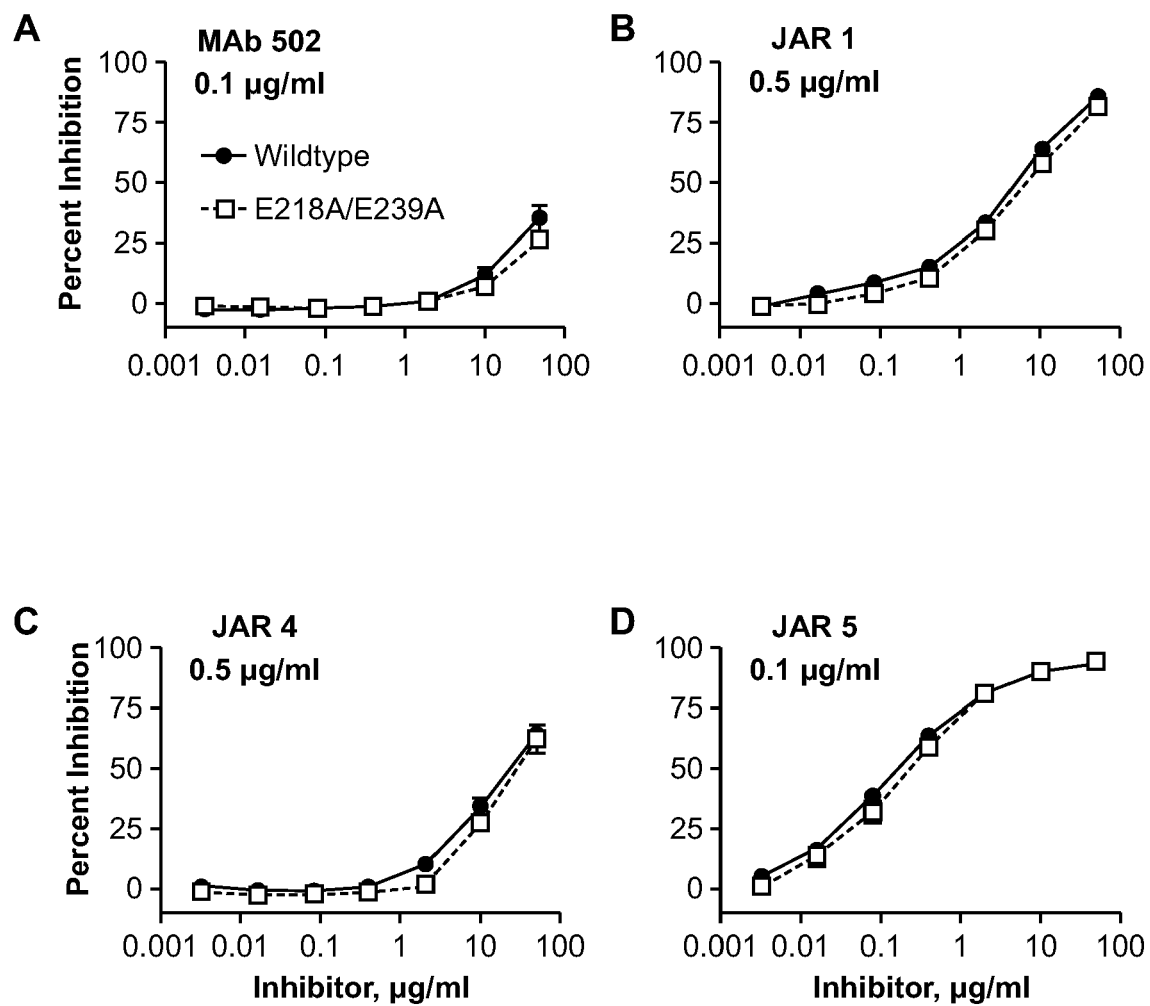 A
MAb 502
0.1 µg/ml
Percent Inhibition
100
75
50
25
0
Wildtype
E218A/E239A
0.001 0.01 0.1 1 10 100
B
JAR 1
0.5 µg/ml
100
75
50
25
0
0.001 0.01 0.1 1 10 100
C
JAR 4
0.5 µg/ml
Percent Inhibition
100
75
50
25
0
0.001 0.01 0.1 1 10 100
Inhibitor, µg/ml
D
JAR 5
0.1 µg/ml
100
75
50
25
0
0.001 0.01 0.1 1 10 100
Inhibitor, µg/ml